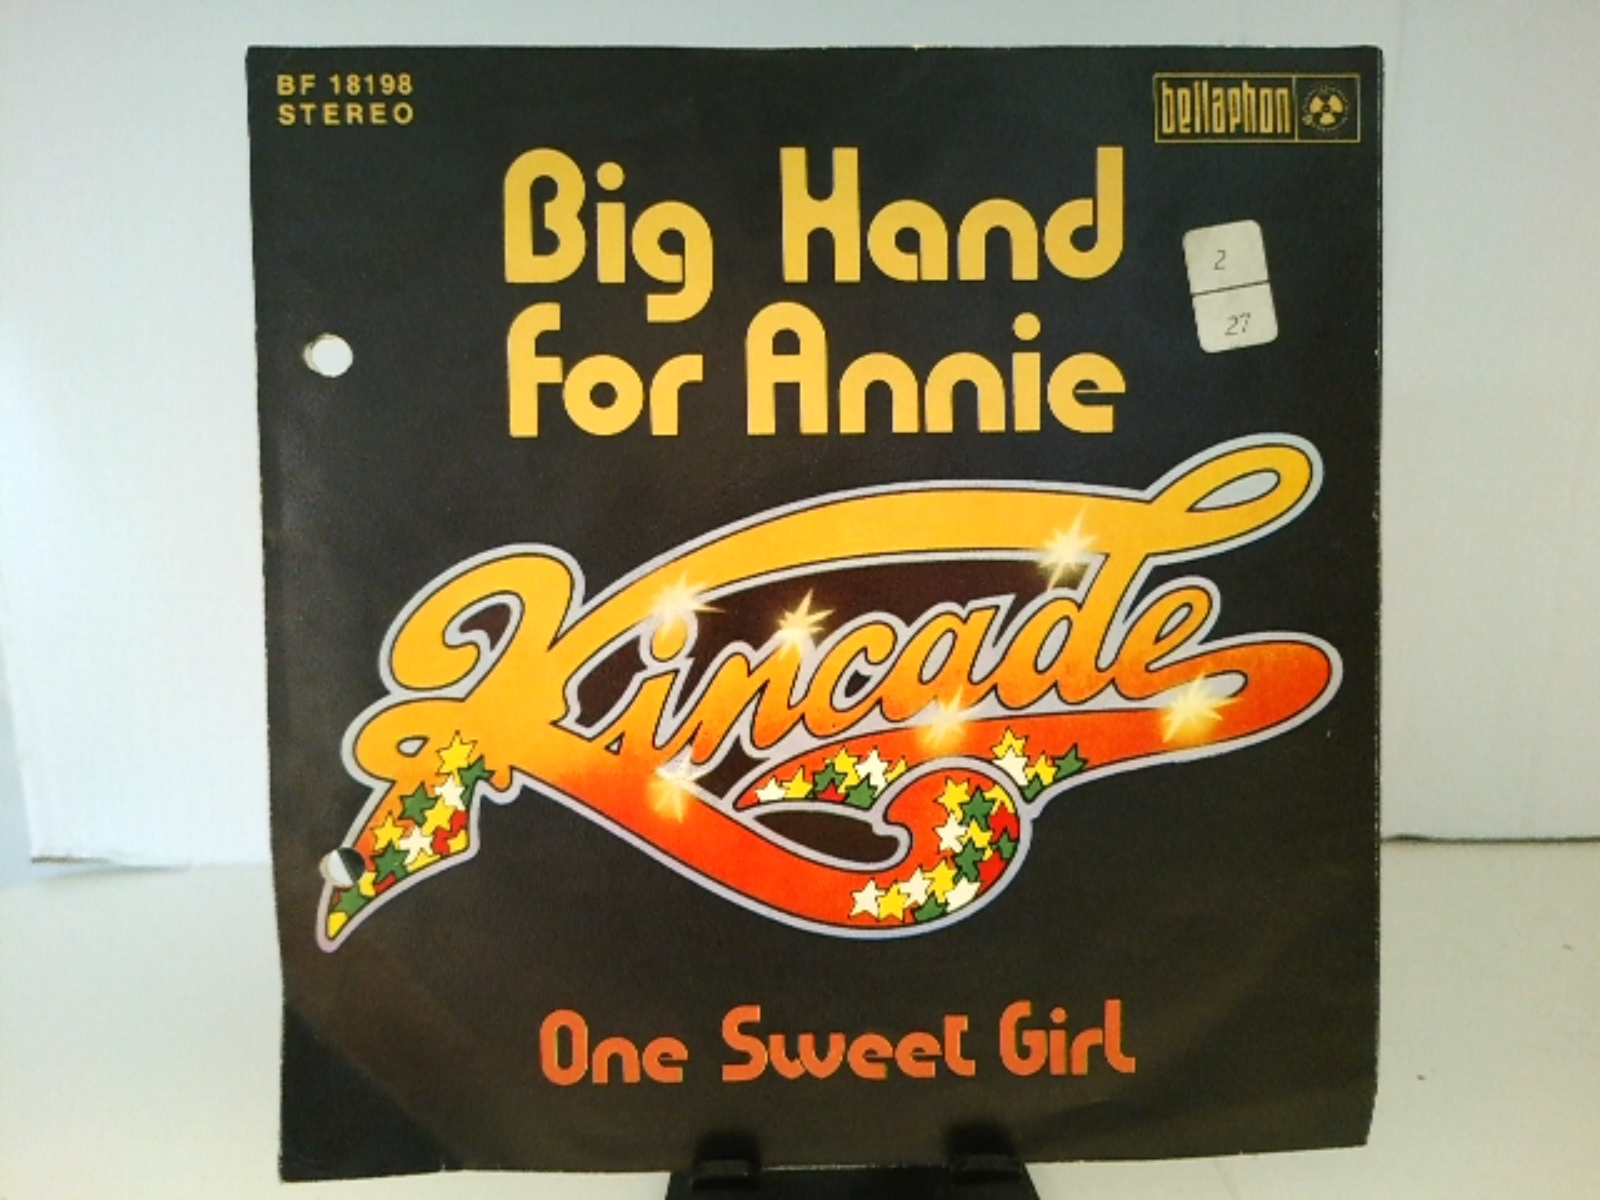 BF 18198
STEREO
bellaphon
Big Hand
for Annie
2
27
Kincade
One Sweet Girl